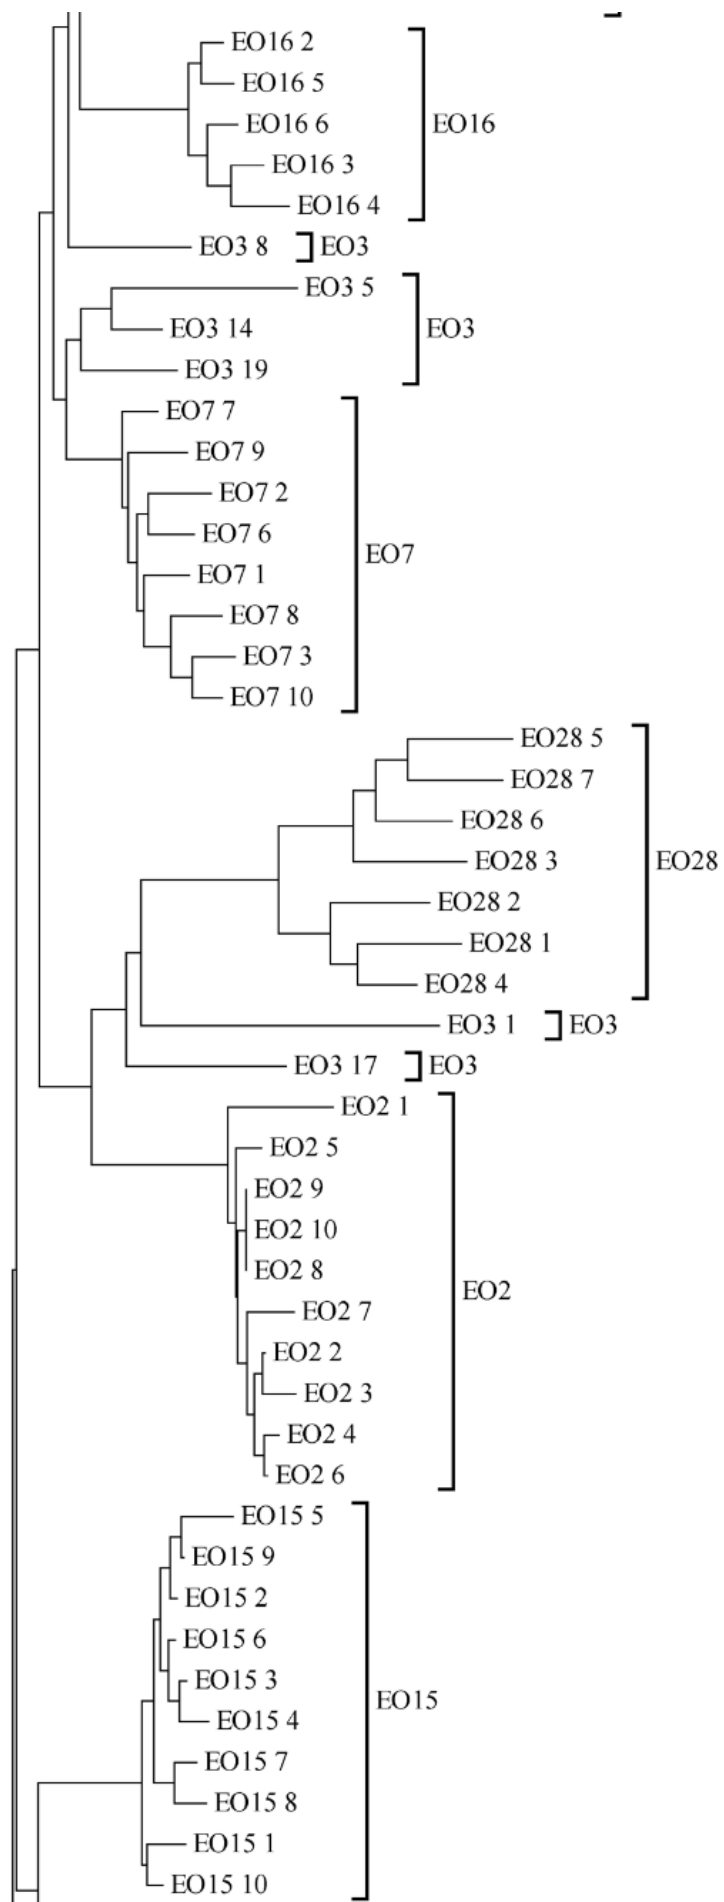 EO16 2
EO16 5
EO16 6
EO16
EO16 3
EO16 4
EO3 8
EO3
EO3 5
EO3 14
EO3
EO3 19
EO7 7
EO7 9
EO7 2
EO7 6
EO7
EO7 1
EO7 8
EO7 3
EO7 10
EO28 5
EO28 7
EO28 6
EO28 3
EO28
EO28 2
EO28 1
EO28 4
EO3 1
EO3
EO3 17
EO3
EO2 1
EO2 5
EO2 9
EO2 10
EO2 8
EO2
EO2 7
EO2 2
EO2 3
EO2 4
EO2 6
EO15 5
EO15 9
EO15 2
EO15 6
EO15 3
EO15
EO15 4
EO15 7
EO15 8
EO15 1
EO15 10